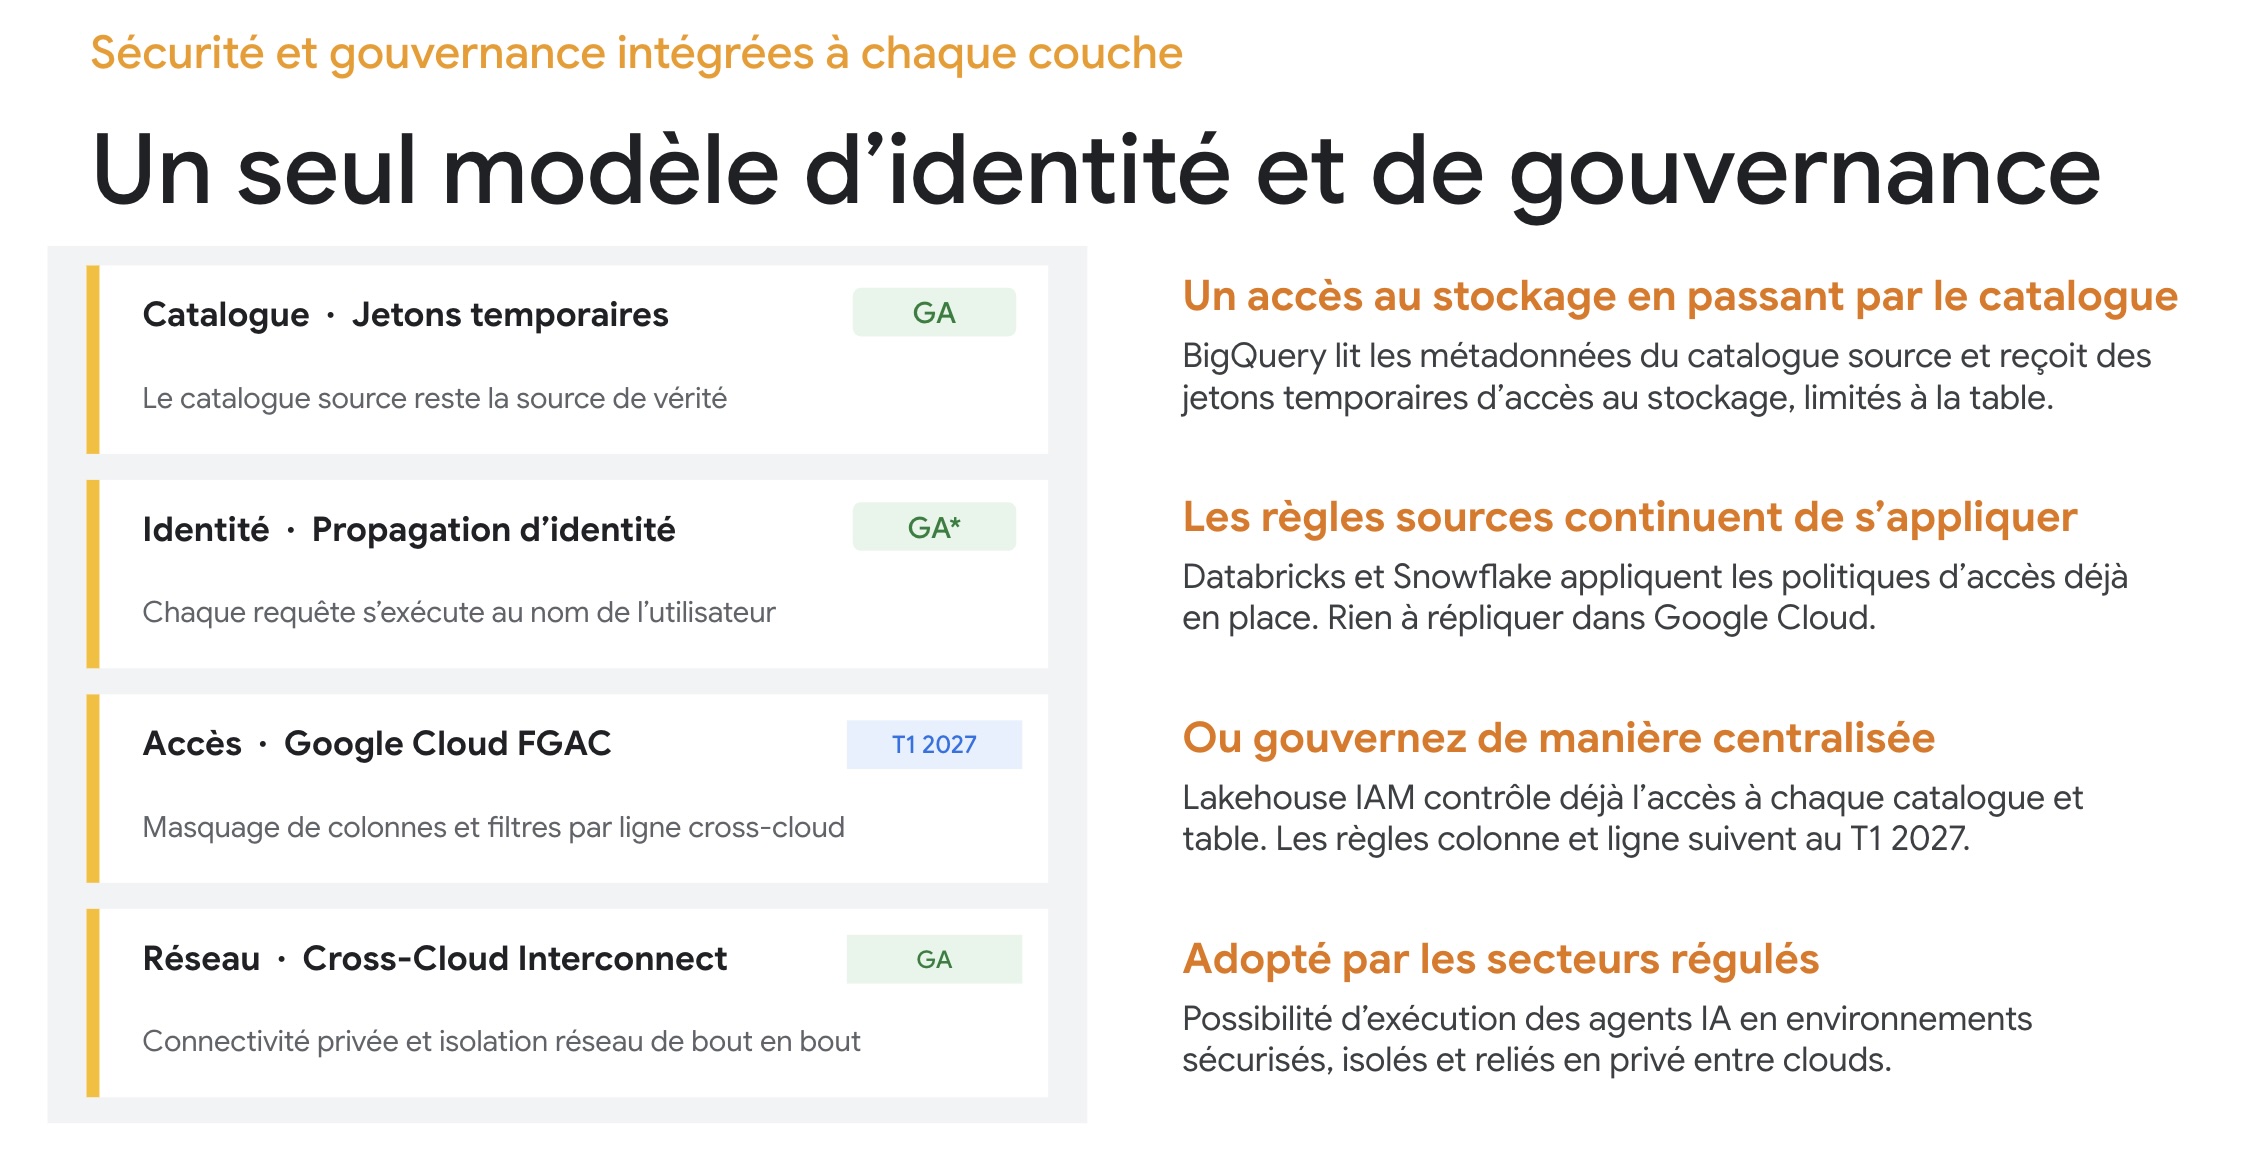 Sécurité et gouvernance intégrées à chaque couche
Un seul modèle d’identité et de gouvernance
Catalogue · Jetons temporaires
GA
Le catalogue source reste la source de vérité
Identité · Propagation d’identité
GA*
Chaque requête s’exécute au nom de l’utilisateur
Accès · Google Cloud FGAC
T1 2027
Masquage de colonnes et filtres par ligne cross-cloud
Réseau · Cross-Cloud Interconnect
GA
Connectivité privée et isolation réseau de bout en bout
Un accès au stockage en passant par le catalogue
BigQuery lit les métadonnées du catalogue source et reçoit des
jetons temporaires d’accès au stockage, limités à la table.
Les règles sources continuent de s’appliquer
Databricks et Snowflake appliquent les politiques d’accès déjà
en place. Rien à répliquer dans Google Cloud.
Ou gouvernez de manière centralisée
Lakehouse IAM contrôle déjà l’accès à chaque catalogue et
table. Les règles colonne et ligne suivent au T1 2027.
Adopté par les secteurs régulés
Possibilité d’exécution des agents IA en environnements
sécurisés, isolés et reliés en privé entre clouds.